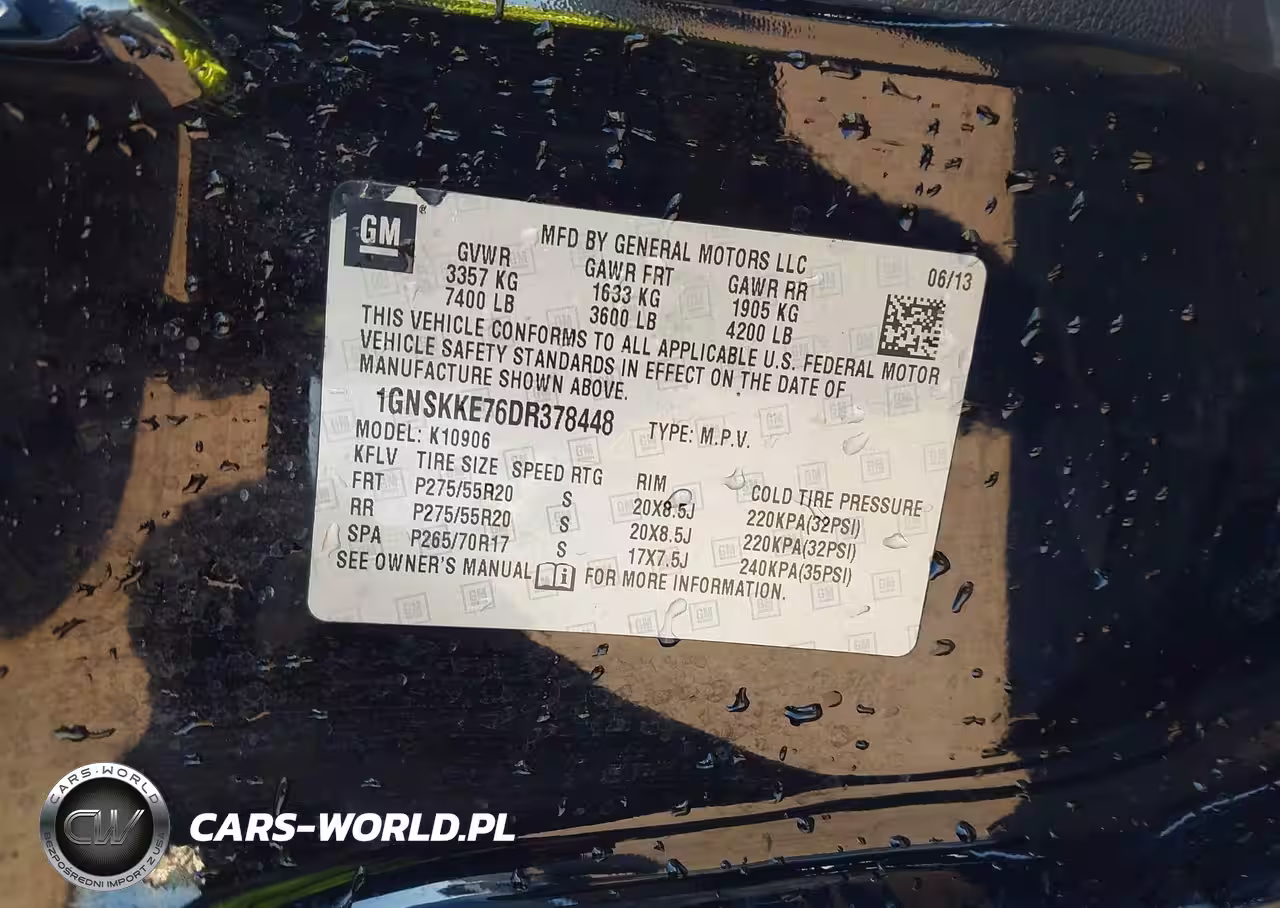 GM
MFD BY GENERAL MOTORS LLC
06/13
GVWR GAWR FRT GAWR RR
3357 KG 1633 KG 1905 KG
7400 LB 3600 LB 4200 LB
THIS VEHICLE CONFORMS TO ALL APPLICABLE U.S. FEDERAL MOTOR
VEHICLE SAFETY STANDARDS IN EFFECT ON THE DATE OF
MANUFACTURE SHOWN ABOVE.
1GNSKKE76DR378448 TYPE: M.P.V.
MODEL: K10906
KFLV TIRE SIZE SPEED RTG RIM COLD TIRE PRESSURE
FRT P275/55R20 S 20X8.5J 220KPA(32PSI)
RR P275/55R20 S 20X8.5J 220KPA(32PSI)
SPA P265/70R17 S 17X7.5J 240KPA(35PSI)
SEE OWNER'S MANUAL i FOR MORE INFORMATION.
CARS-WORLD
CW
BEZPOŚREDNI IMPORT Z USA
CARS-WORLD.PL